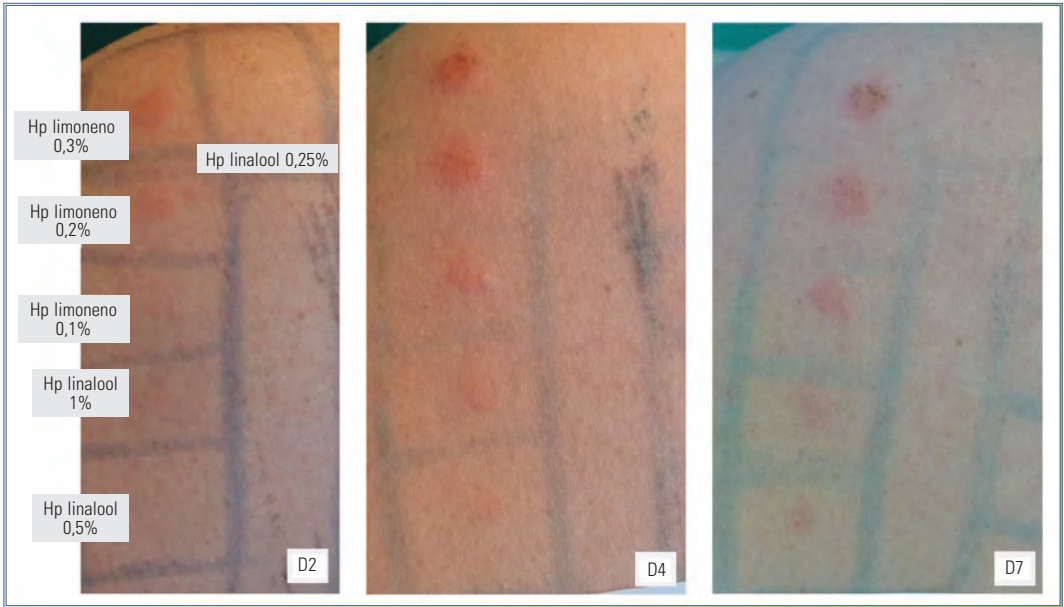 Hp limoneno
0,3%
Hp linalool 0,25%
Hp limoneno
0,2%
Hp limoneno
0,1%
Hp linalool
1%
Hp linalool
0,5%
D2
D4
D7